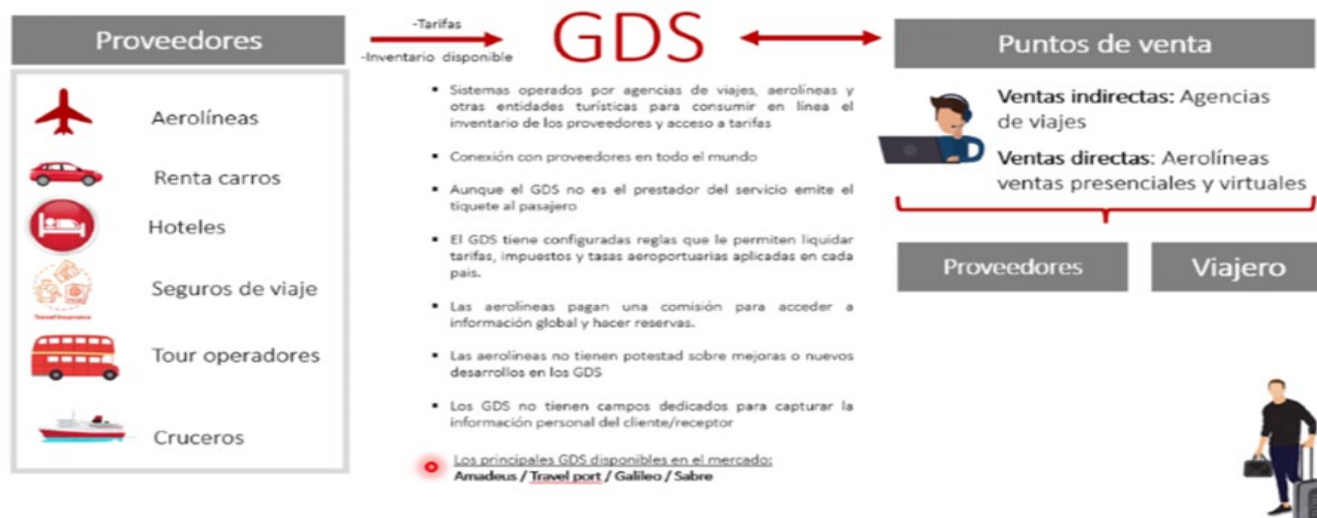 Proveedores
Aerolíneas
Renta carros
Hoteles
Travel Insurance
Seguros de viaje
Tour operadores
Cruceros
-Tarifas
-Inventario disponible
GDS
▪ Sistemas operados por agencias de viajes, aerolíneas y
otras entidades turísticas para consumir en línea el
inventario de los proveedores y acceso a tarifas
▪ Conexión con proveedores en todo el mundo
▪ Aunque el GDS no es el prestador del servicio emite el
tiquete al pasajero
▪ El GDS tiene configuradas reglas que le permiten liquidar
tarifas, impuestos y tasas aeroportuarias aplicadas en cada
país.
▪ Las aerolíneas pagan una comisión para acceder a
información global y hacer reservas.
▪ Las aerolíneas no tienen potestad sobre mejoras o nuevos
desarrollos en los GDS
▪ Los GDS no tienen campos dedicados para capturar la
información personal del cliente/receptor
Los principales GDS disponibles en el mercado:
Amadeus / Travel port / Galileo / Sabre
Puntos de venta
Ventas indirectas: Agencias
de viajes
Ventas directas: Aerolíneas
ventas presenciales y virtuales
Proveedores
Viajero